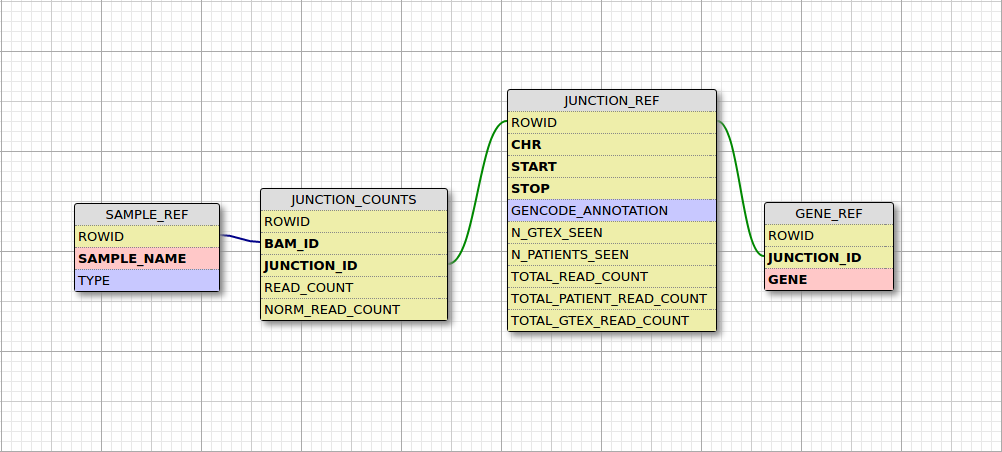 SAMPLE_REF
ROWID
SAMPLE_NAME
TYPE
JUNCTION_COUNTS
ROWID
BAM_ID
JUNCTION_ID
READ_COUNT
NORM_READ_COUNT
JUNCTION_REF
ROWID
CHR
START
STOP
GENCODE_ANNOTATION
N_GTEX_SEEN
N_PATIENTS_SEEN
TOTAL_READ_COUNT
TOTAL_PATIENT_READ_COUNT
TOTAL_GTEX_READ_COUNT
GENE_REF
ROWID
JUNCTION_ID
GENE